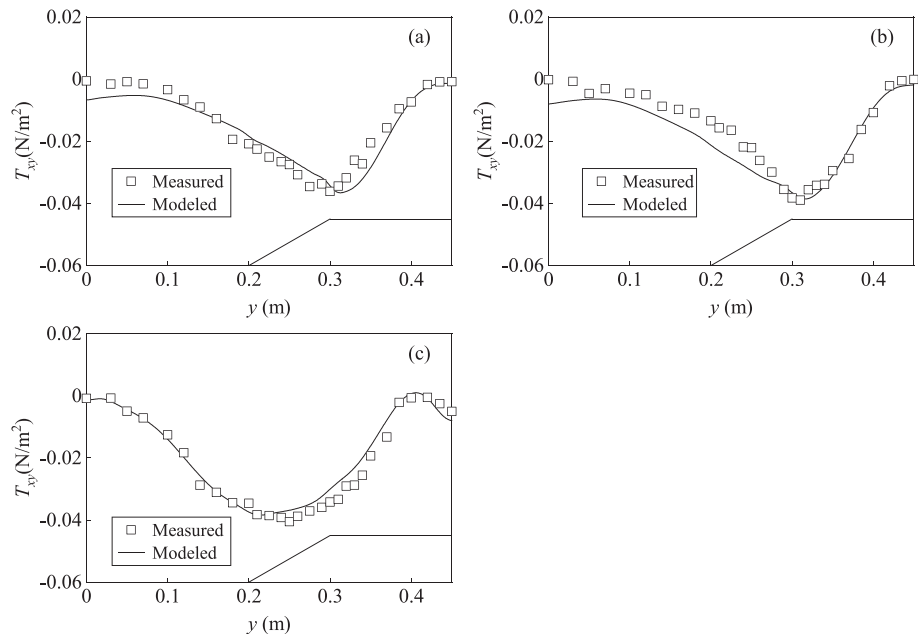 (a)
0.02
0
-0.02
-0.04
-0.06
T_xy(N/m²)
Measured
Modeled
0 0.1 0.2 0.3 0.4
y (m)
(b)
0.02
0
-0.02
-0.04
-0.06
T_xy(N/m²)
Measured
Modeled
0 0.1 0.2 0.3 0.4
y (m)
(c)
0.02
0
-0.02
-0.04
-0.06
T_xy(N/m²)
Measured
Modeled
0 0.1 0.2 0.3 0.4
y (m)